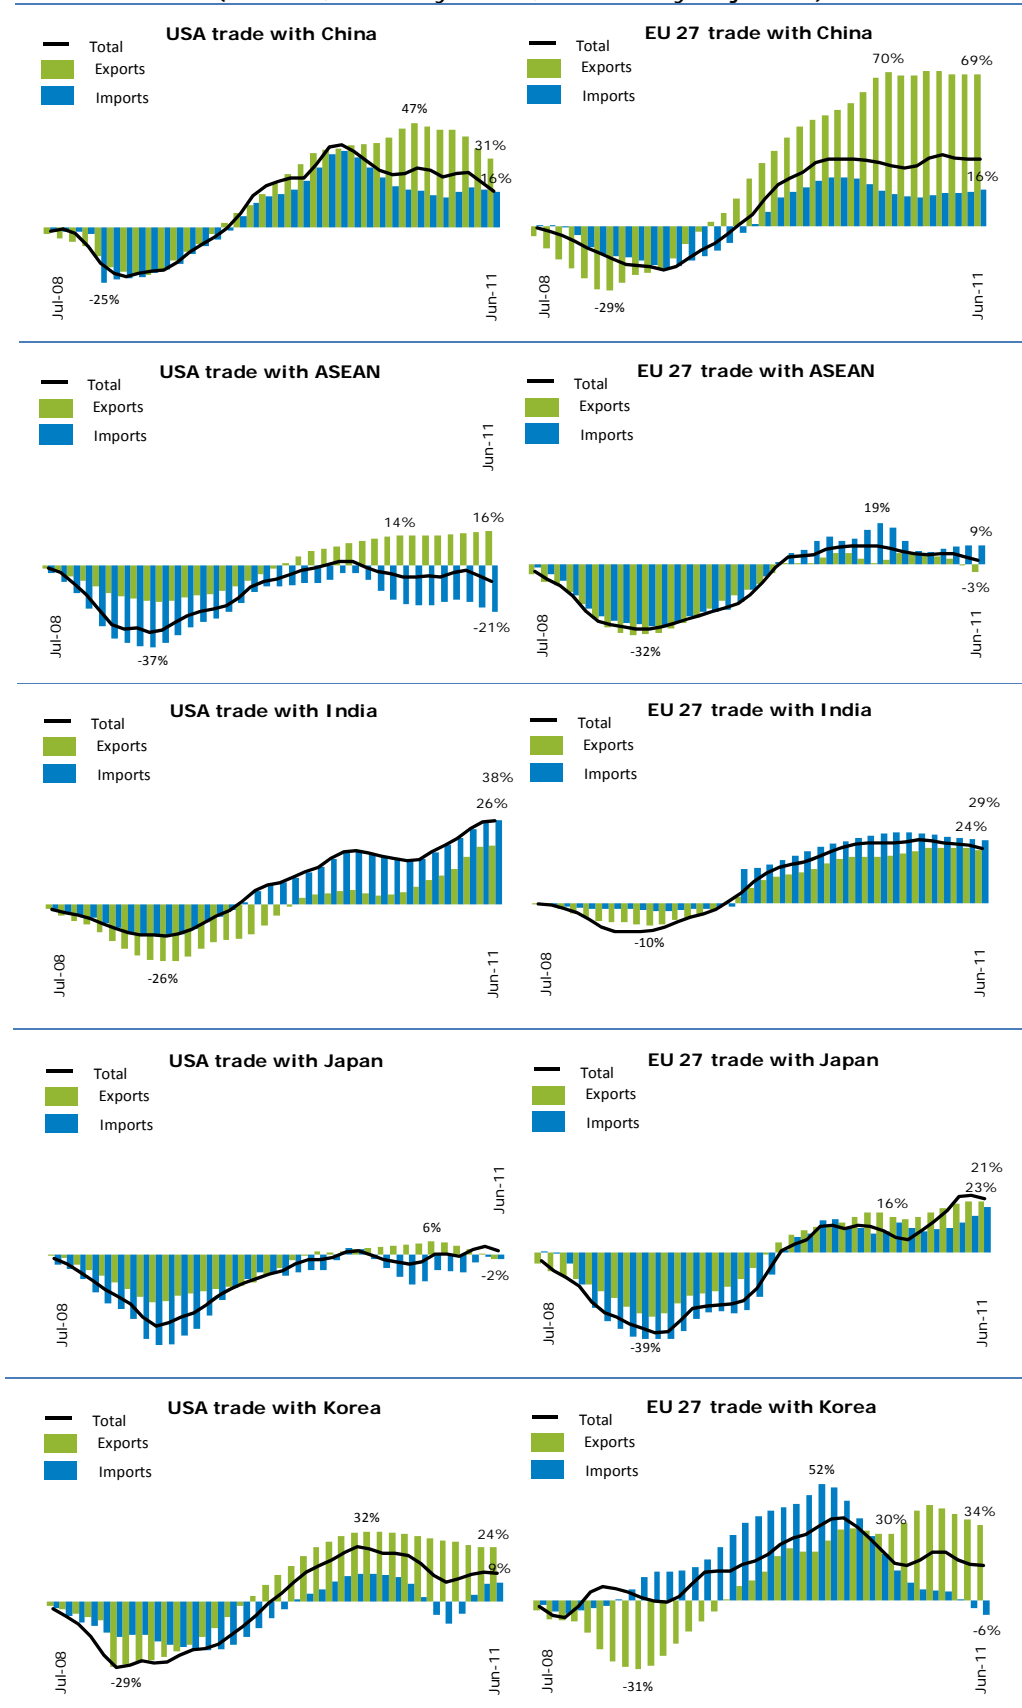 USA trade with China
Total
Exports
Imports
47%
31%
16%
-25%
Jul-08
Jun-11
EU 27 trade with China
Total
Exports
Imports
70%
69%
16%
-29%
Jul-08
Jun-11
USA trade with ASEAN
Total
Exports
Imports
Jun-11
14%
16%
-21%
-37%
Jul-08
EU 27 trade with ASEAN
Total
Exports
Imports
19%
9%
-3%
-32%
Jul-08
Jun-11
USA trade with India
Total
Exports
Imports
38%
26%
-26%
Jul-08
Jun-11
EU 27 trade with India
Total
Exports
Imports
29%
24%
-10%
Jul-08
Jun-11
USA trade with Japan
Total
Exports
Imports
Jun-11
6%
-2%
Jul-08
EU 27 trade with Japan
Total
Exports
Imports
21%
23%
16%
-39%
Jul-08
Jun-11
USA trade with Korea
Total
Exports
Imports
32%
24%
9%
-29%
Jul-08
Jun-11
EU 27 trade with Korea
Total
Exports
Imports
52%
30%
34%
-6%
-31%
Jul-08
Jun-11